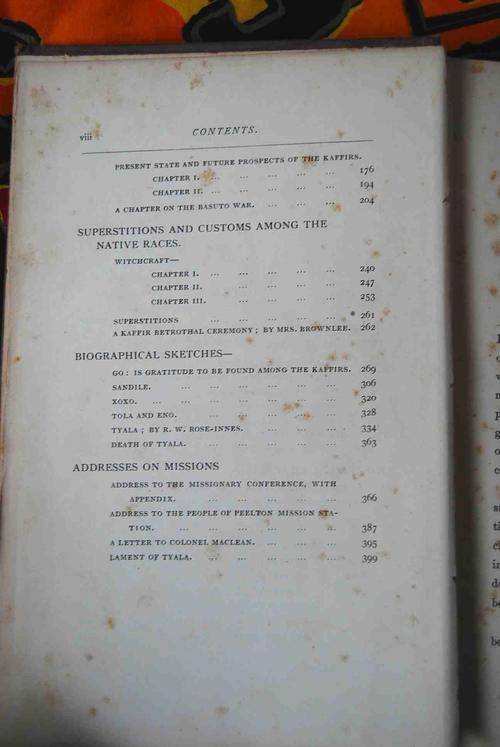 viii
CONTENTS.
PRESENT STATE AND FUTURE PROSPECTS OF THE KAFFIRS.
CHAPTER I. ... ... ... ... ... 176
CHAPTER II. ... ... ... ... ... 194
A CHAPTER ON THE BASUTO WAR. ... ... ... 204
SUPERSTITIONS AND CUSTOMS AMONG THE
NATIVE RACES.
WITCHCRAFT—
CHAPTER I. ... ... ... ... ... 240
CHAPTER II. ... ... ... ... 247
CHAPTER III. ... ... ... ... 253
SUPERSTITIONS ... ... ... ... ... 261
A KAFFIR BETROTHAL CEREMONY; BY MRS. BROWNLEE. 262
BIOGRAPHICAL SKETCHES—
GO: IS GRATITUDE TO BE FOUND AMONG THE KAFFIRS. 269
SANDILE. ... ... ... ... ... ... 306
XOXO. ... ... ... ... ... ... ... 320
TOLA AND ENO. ... ... ... ... ... 328
TYALA; BY R. W. ROSE-INNES. ... ... ... 334
DEATH OF TYALA. ... ... ... ... ... 363
ADDRESSES ON MISSIONS
ADDRESS TO THE MISSIONARY CONFERENCE, WITH
APPENDIX. ... ... ... ... ... 366
ADDRESS TO THE PEOPLE OF PEELTON MISSION STA-
TION. ... ... ... ... ... ... 387
A LETTER TO COLONEL MACLEAN. ... ... ... 395
LAMENT OF TYALA. ... ... ... ... ... 399